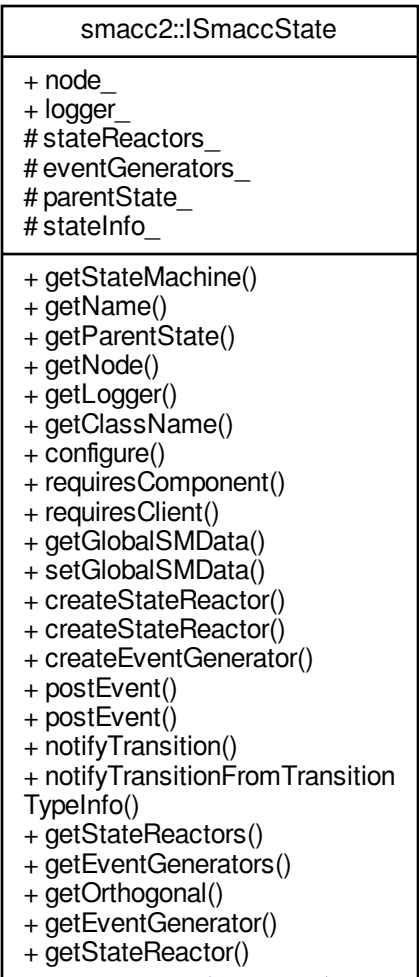 smacc2::ISmaccState
+ node_
+ logger_
# stateReactors_
# eventGenerators_
# parentState_
# stateInfo_
+ getStateMachine()
+ getName()
+ getParentState()
+ getNode()
+ getLogger()
+ getClassName()
+ configure()
+ requiresComponent()
+ requiresClient()
+ getGlobalSMData()
+ setGlobalSMData()
+ createStateReactor()
+ createStateReactor()
+ createEventGenerator()
+ postEvent()
+ postEvent()
+ notifyTransition()
+ notifyTransitionFromTransition
TypeInfo()
+ getStateReactors()
+ getEventGenerators()
+ getOrthogonal()
+ getEventGenerator()
+ getStateReactor()